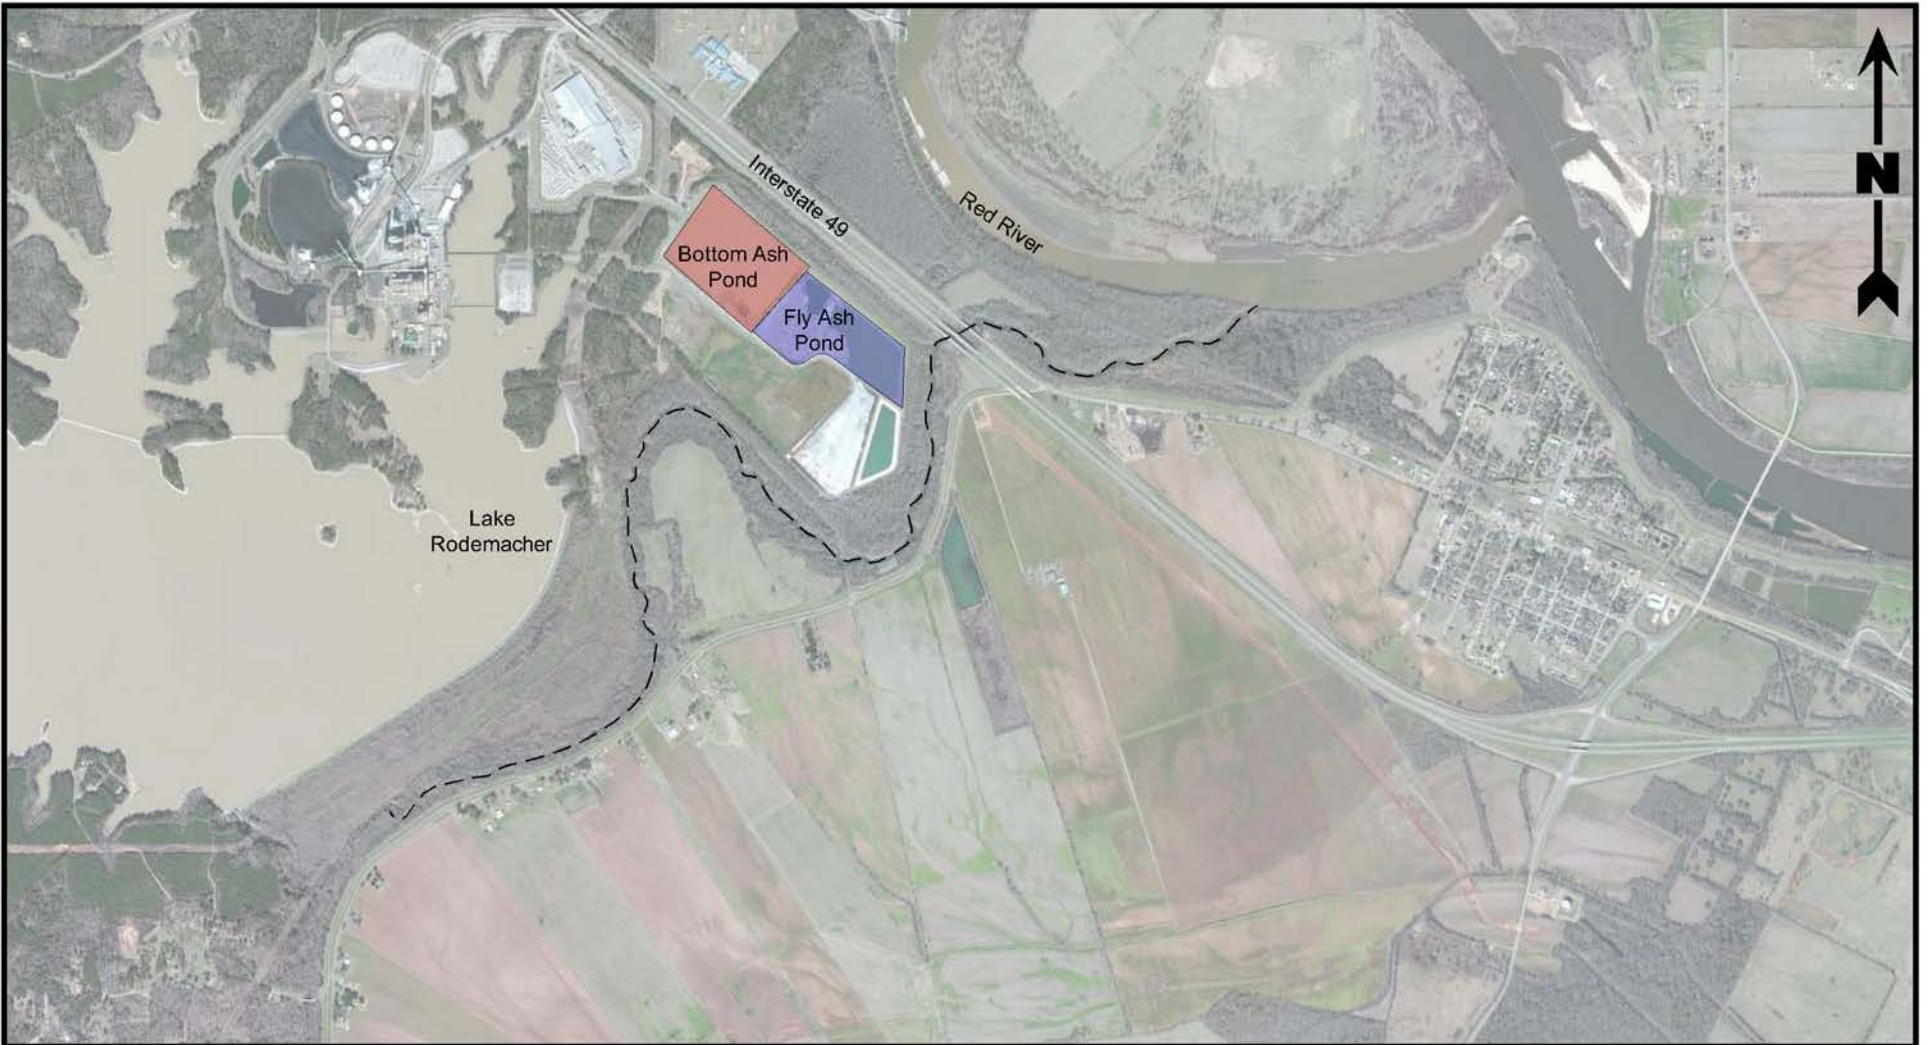 N
Interstate 49
Red River
Bottom Ash
Pond
Fly Ash
Pond
Lake
Rodemacher